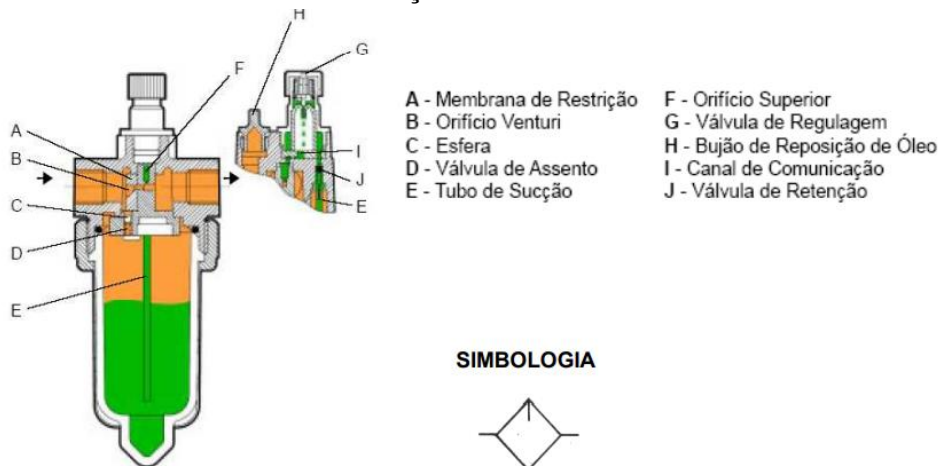 H
G
F
A
B
C
D
E
I
J
E
A - Membrana de Restrição
B - Orifício Venturi
C - Esfera
D - Válvula de Assento
E - Tubo de Sucção
F - Orifício Superior
G - Válvula de Regulagem
H - Bujão de Reposição de Óleo
I - Canal de Comunicação
J - Válvula de Retenção
SIMBOLOGIA